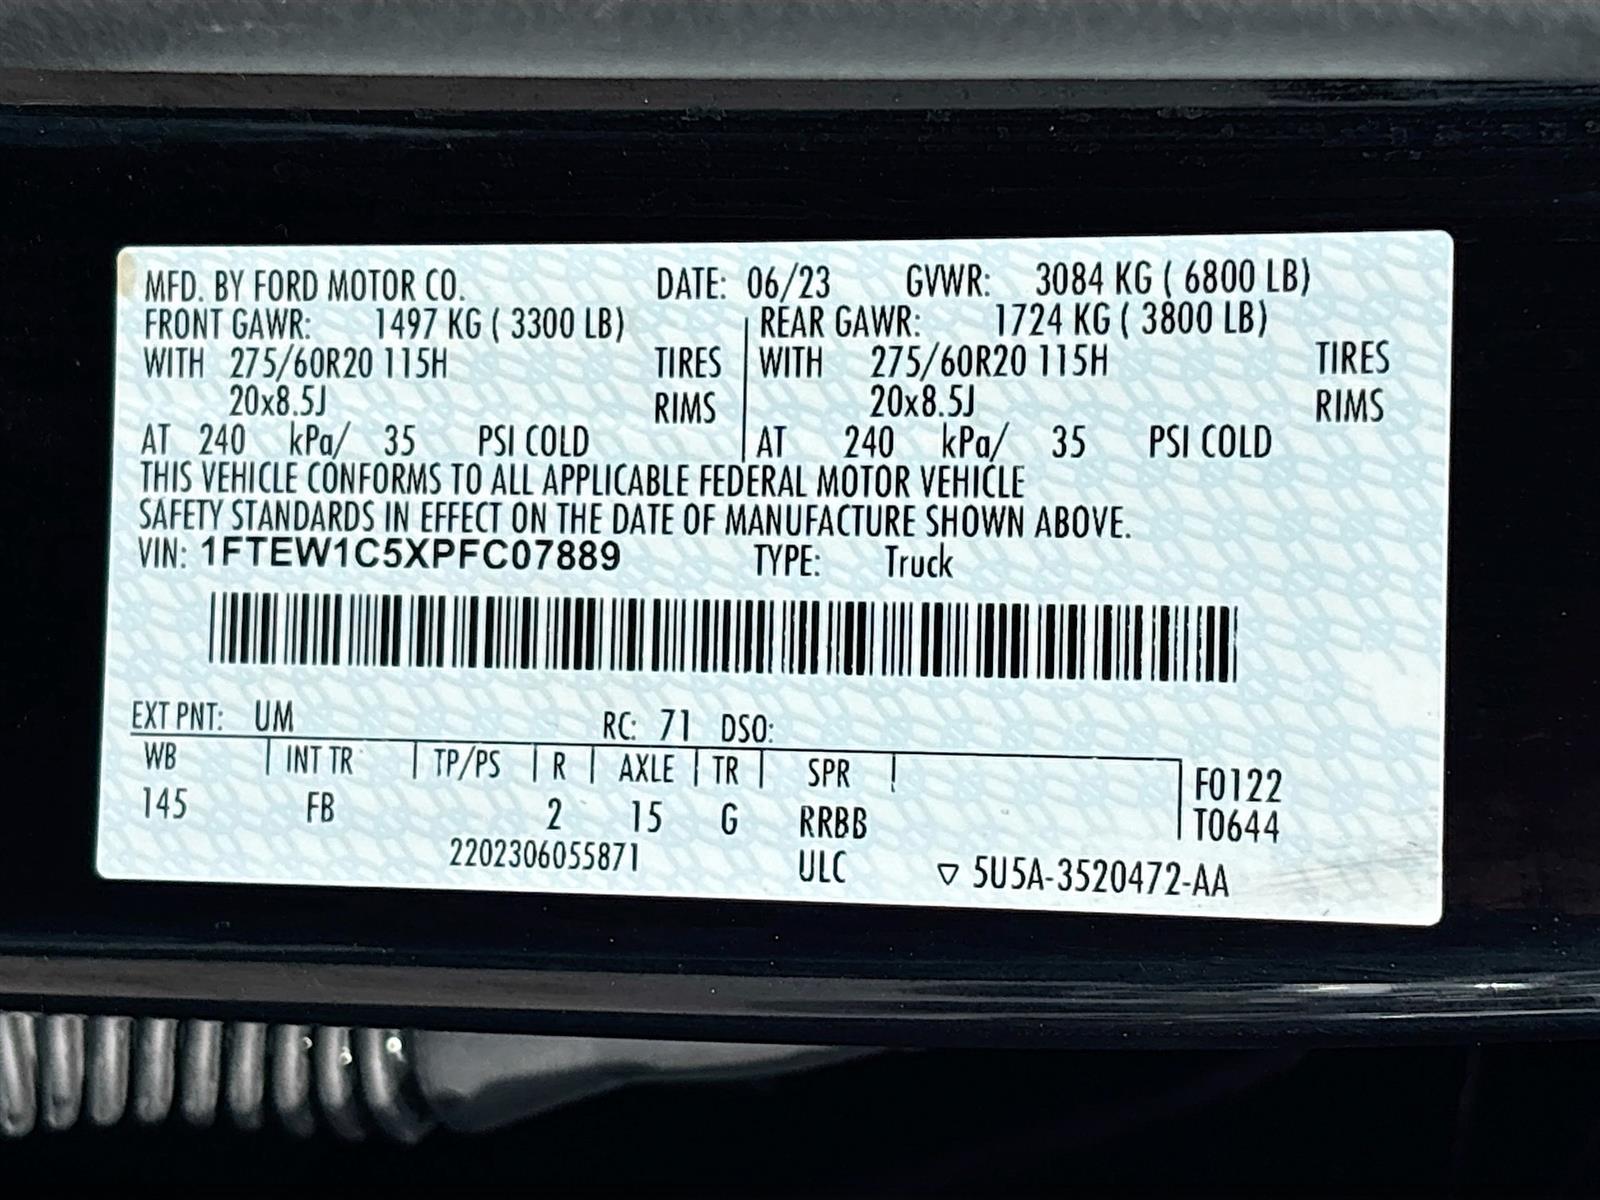 MFD. BY FORD MOTOR CO. DATE: 06/23 GVWR: 3084 KG ( 6800 LB)
FRONT GAWR: 1497 KG ( 3300 LB) REAR GAWR: 1724 KG ( 3800 LB)
WITH 275/60R20 115H TIRES WITH 275/60R20 115H TIRES
20x8.5J RIMS 20x8.5J RIMS
AT 240 kPa/ 35 PSI COLD AT 240 kPa/ 35 PSI COLD
THIS VEHICLE CONFORMS TO ALL APPLICABLE FEDERAL MOTOR VEHICLE
SAFETY STANDARDS IN EFFECT ON THE DATE OF MANUFACTURE SHOWN ABOVE.
VIN: 1FTEW1C5XPFC07889 TYPE: Truck
EXT PNT: UM RC: 71 DSO:
WB INT TR TP/PS R AXLE TR SPR F0122
145 FB 2 15 G RRBB T0644
2202306055871 ULC ▽ 5U5A-3520472-AA